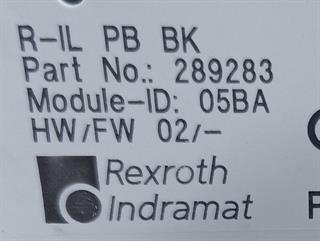 R-IL PB BK
Part No.: 289283
Module-ID: 05BA
HW/FW 02/-
Rexroth
Indramat